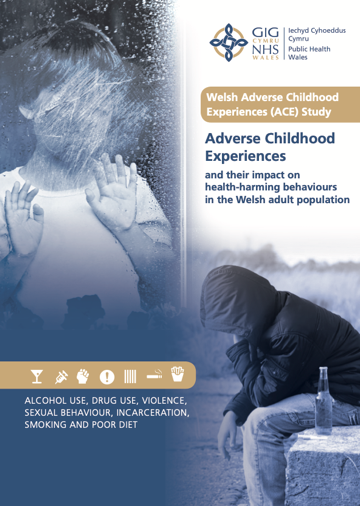 GIG
CYMRU
NHS
WALES
Iechyd Cyhoeddus
Cymru
Public Health
Wales
Welsh Adverse Childhood
Experiences (ACE) Study
Adverse Childhood
Experiences
and their impact on
health-harming behaviours
in the Welsh adult population
ALCOHOL USE, DRUG USE, VIOLENCE,
SEXUAL BEHAVIOUR, INCARCERATION,
SMOKING AND POOR DIET